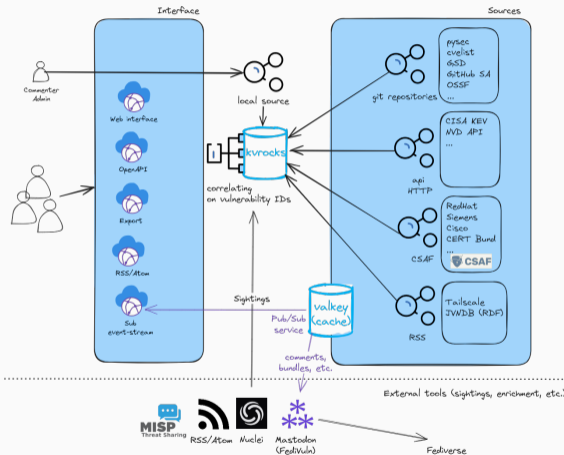 Interface
Sources
Commenter
Admin
Web interface
OpenAPI
Export
RSS/Atom
Sub
event-stream
local source
kvrocks
correlating
on vulnerability IDs
git repositories
pysec
cvelist
GSD
GitHub SA
OSSF
...
api
HTTP
CISA KEV
NVD API
...
CSAF
RedHat
Siemens
Cisco
CERT Bund
...
CSAF
RSS
Tailscale
JVNDB (RDF)
Sightings
Pub/Sub
service
valkey
(cache)
comments,
bundles, etc.
External tools (sightings, enrichment, etc.)
MISP
Threat Sharing
RSS/Atom
Nuclei
Mastodon
(FediVuln)
Fediverse